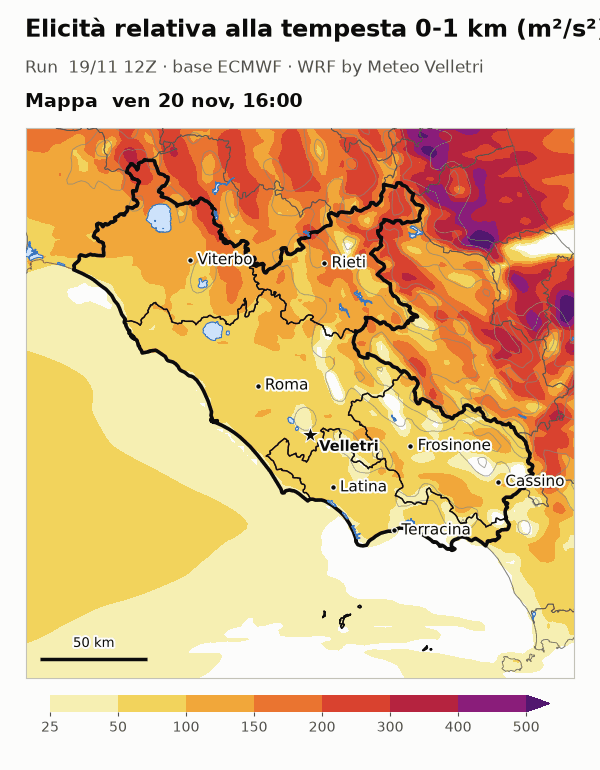 Elicità relativa alla tempesta 0-1 km (m²/s²)
Run 19/11 12Z · base ECMWF · WRF by Meteo Velletri
Mappa ven 20 nov, 16:00
Viterbo
Rieti
Roma
Velletri
Frosinone
Cassino
Latina
Terracina
50 km
25 50 100 150 200 300 400 500